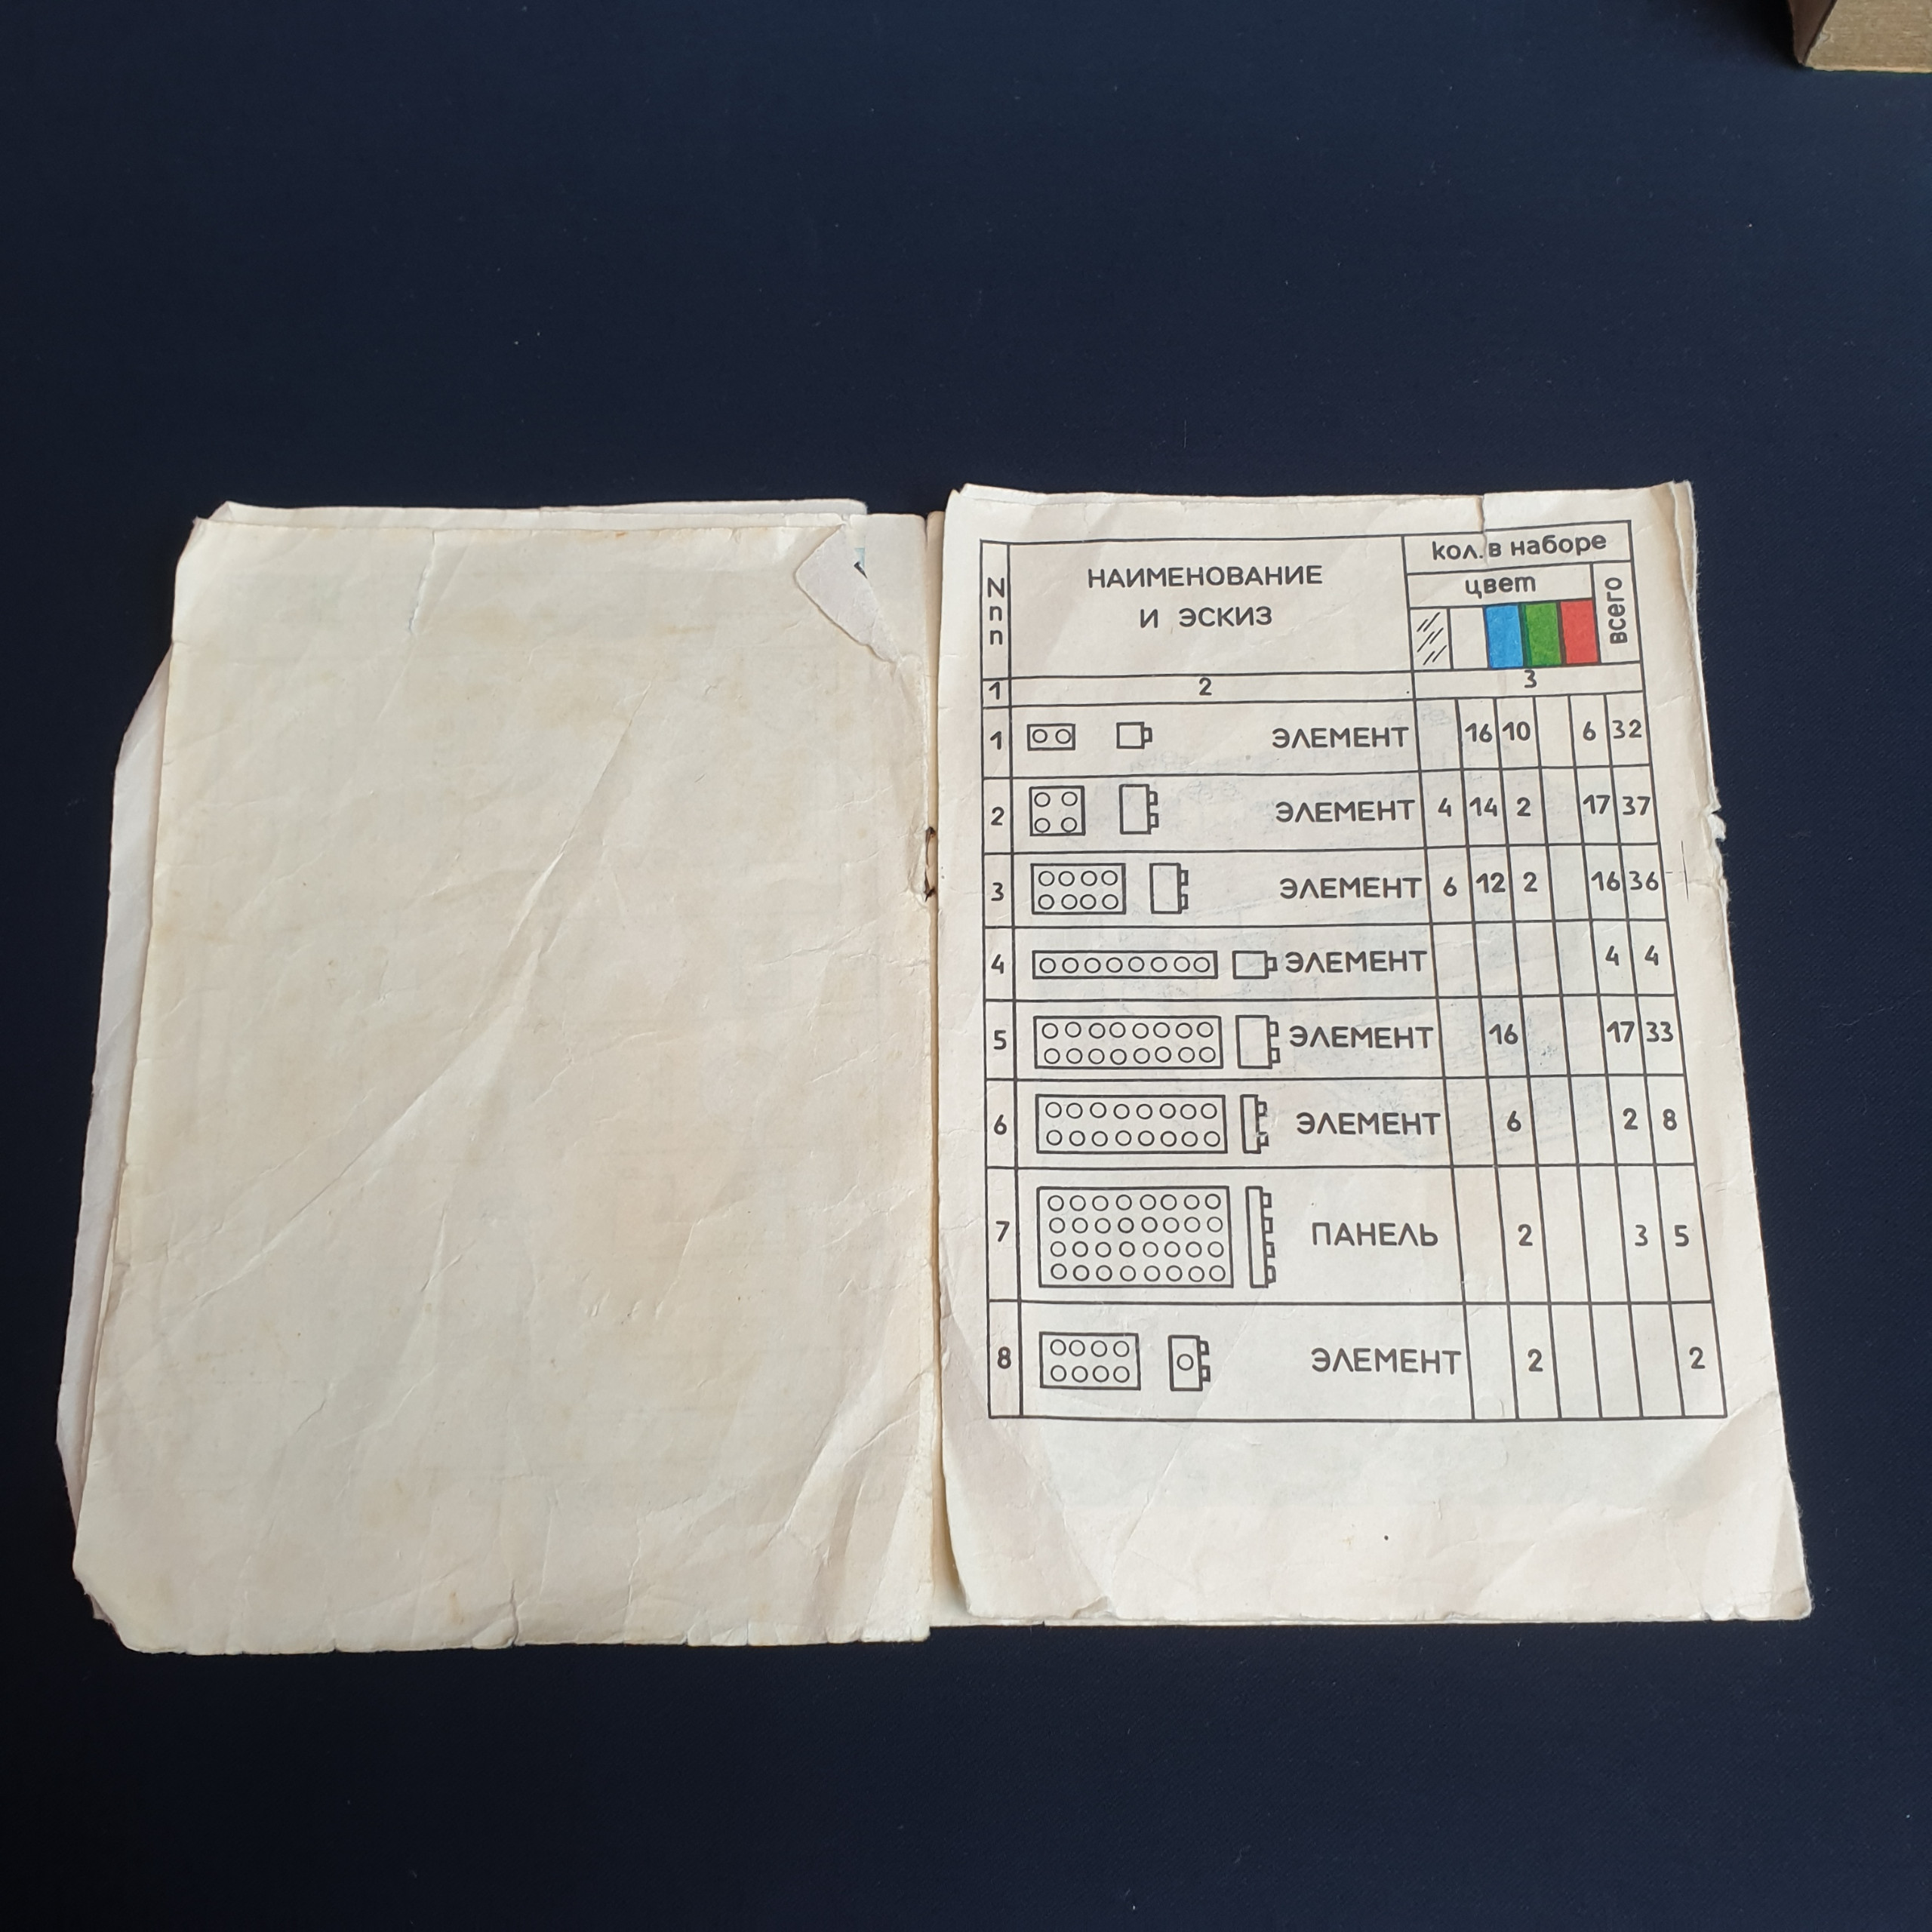 N п п
НАИМЕНОВАНИЕ
И ЭСКИЗ
кол. в наборе
цвет
всего
1 2 3
1 ЭЛЕМЕНТ 16 10 6 32
2 ЭЛЕМЕНТ 4 14 2 17 37
3 ЭЛЕМЕНТ 6 12 2 16 36
4 ЭЛЕМЕНТ 4 4
5 ЭЛЕМЕНТ 16 17 33
6 ЭЛЕМЕНТ 6 2 8
7 ПАНЕЛЬ 2 3 5
8 ЭЛЕМЕНТ 2 2